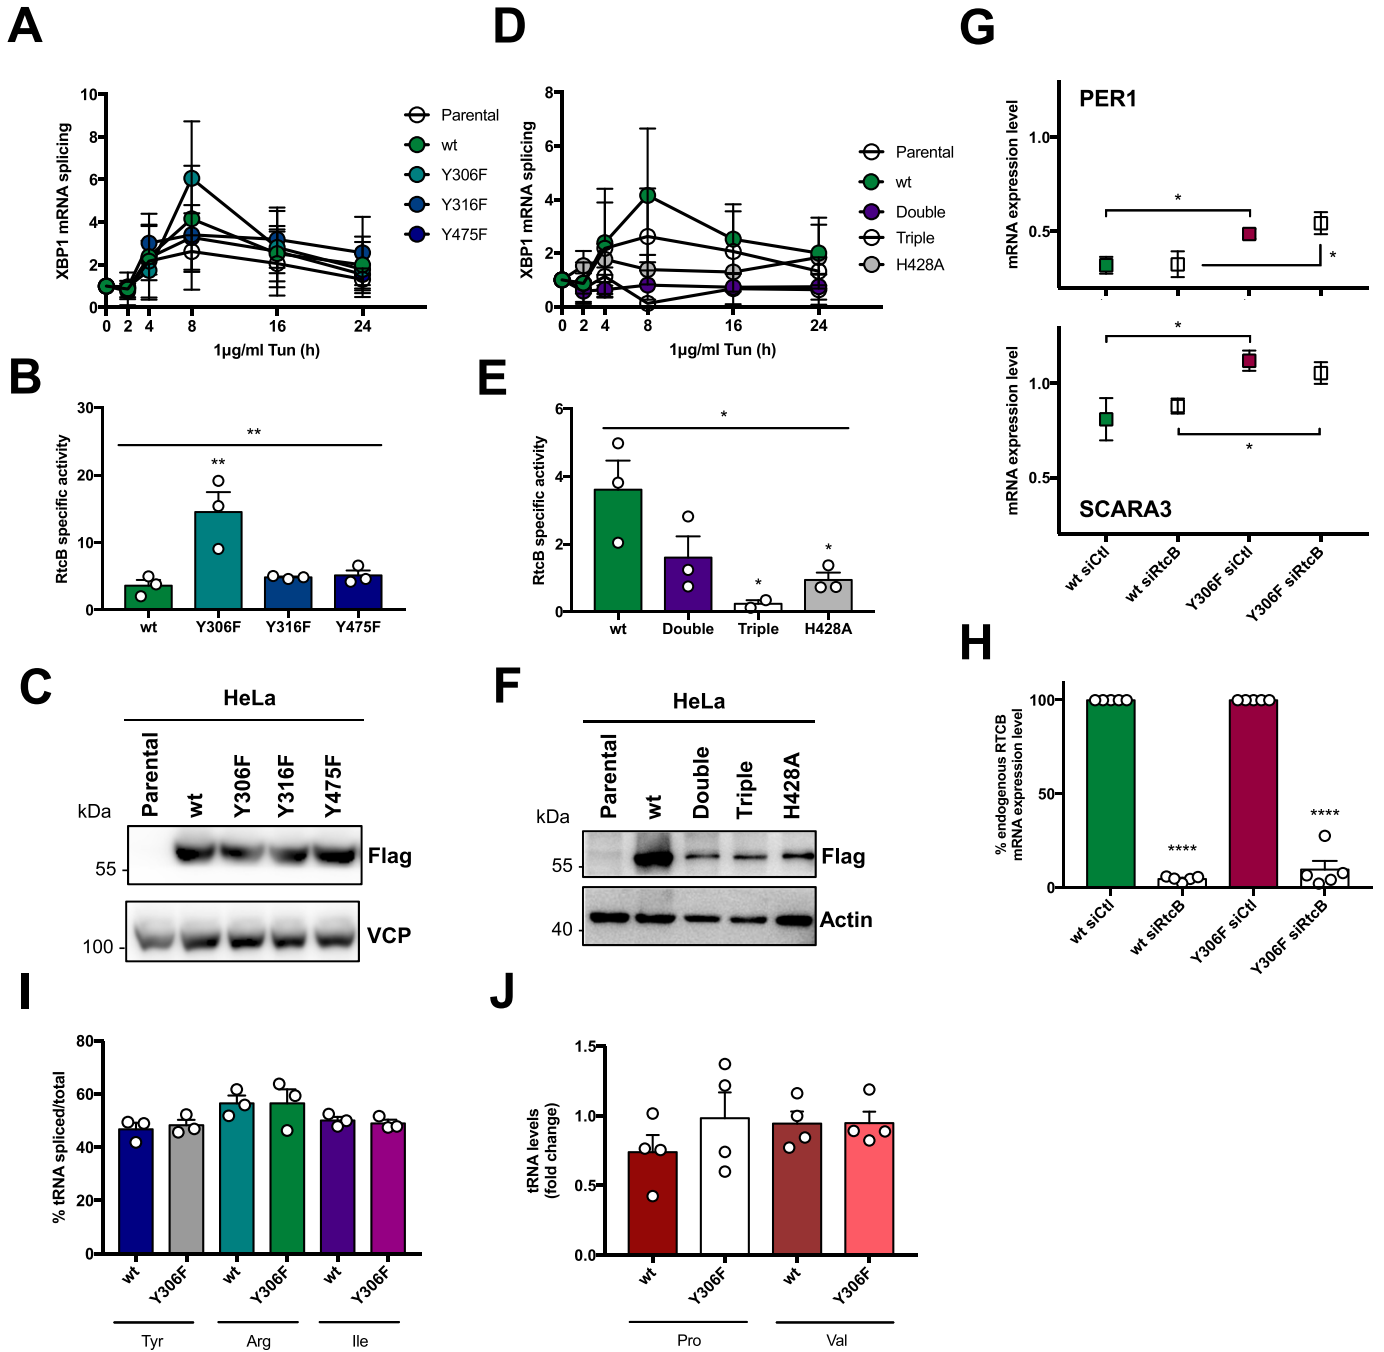 A
XBP1 mRNA splicing
10
8
6
4
2
0
0 2 4 8 16 24
1µg/ml Tun (h)
Parental
wt
Y306F
Y316F
Y475F
D
XBP1 mRNA splicing
8
6
4
2
0
0 2 4 8 16 24
1µg/ml Tun (h)
Parental
wt
Double
Triple
H428A
G
PER1
mRNA expression level
1.0
0.5
*
*
SCARA3
mRNA expression level
1.0
0.5
*
*
wt siCtl
wt siRtcB
Y306F siCtl
Y306F siRtcB
B
RtcB specific activity
30
20
10
0
**
**
wt Y306F Y316F Y475F
E
RtcB specific activity
6
4
2
0
*
*
*
wt Double Triple H428A
C
HeLa
kDa
Parental
wt
Y306F
Y316F
Y475F
55
Flag
100
VCP
F
HeLa
kDa
Parental
wt
Double
Triple
H428A
55
Flag
40
Actin
H
% endogenous RTCB
mRNA expression level
100
50
0
****
****
wt siCtl
wt siRtcB
Y306F siCtl
Y306F siRtcB
I
% tRNA spliced/total
80
60
40
20
0
wt
Y306F
wt
Y306F
wt
Y306F
Tyr Arg Ile
J
tRNA levels
(fold change)
1.5
1.0
0.5
0.0
wt
Y306F
wt
Y306F
Pro Val